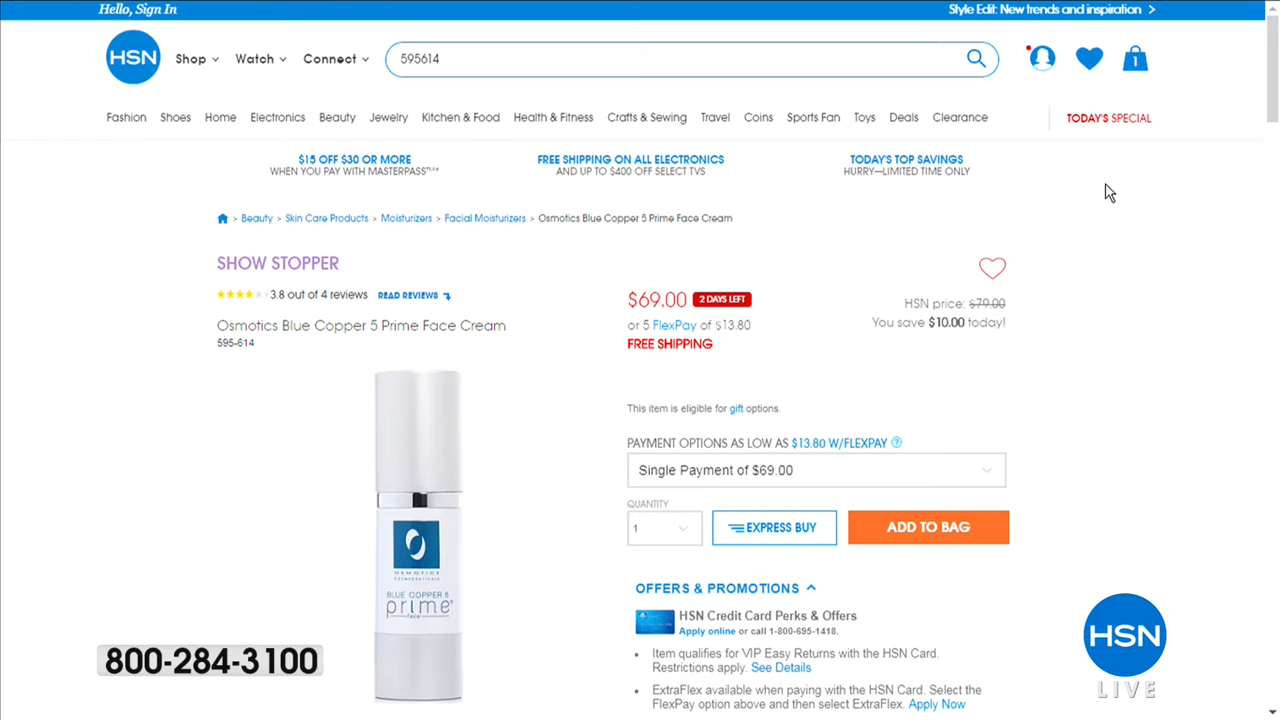 Hello, Sign In
Style Edit: New trends and inspiration >
HSN
Shop
Watch
Connect
595614
1
Fashion
Shoes
Home
Electronics
Beauty
Jewelry
Kitchen & Food
Health & Fitness
Crafts & Sewing
Travel
Coins
Sports Fan
Toys
Deals
Clearance
TODAY'S SPECIAL
$15 OFF $30 OR MORE
WHEN YOU PAY WITH MASTERPASS
FREE SHIPPING ON ALL ELECTRONICS
AND UP TO $400 OFF SELECT TVS
TODAY'S TOP SAVINGS
HURRY—LIMITED TIME ONLY
> Beauty > Skin Care Products > Moisturizers > Facial Moisturizers > Osmotics Blue Copper 5 Prime Face Cream
SHOW STOPPER
3.8 out of 4 reviews READ REVIEWS
Osmotics Blue Copper 5 Prime Face Cream
595-614
$69.00 2 DAYS LEFT
or 5 FlexPay of $13.80
FREE SHIPPING
HSN price: $79.00
You save $10.00 today!
This item is eligible for gift options.
PAYMENT OPTIONS AS LOW AS $13.80 W/FLEXPAY ?
Single Payment of $69.00
QUANTITY
1
EXPRESS BUY
ADD TO BAG
OFFERS & PROMOTIONS
HSN Credit Card Perks & Offers
Apply online or call 1-800-695-1418.
• Item qualifies for VIP Easy Returns with the HSN Card.
Restrictions apply. See Details
• ExtraFlex available when paying with the HSN Card. Select the
FlexPay option above and then select ExtraFlex. Apply Now
OSMOTICS
COSMECEUTICALS
BLUE COPPER 5
prime
face
800-284-3100
HSN
LIVE